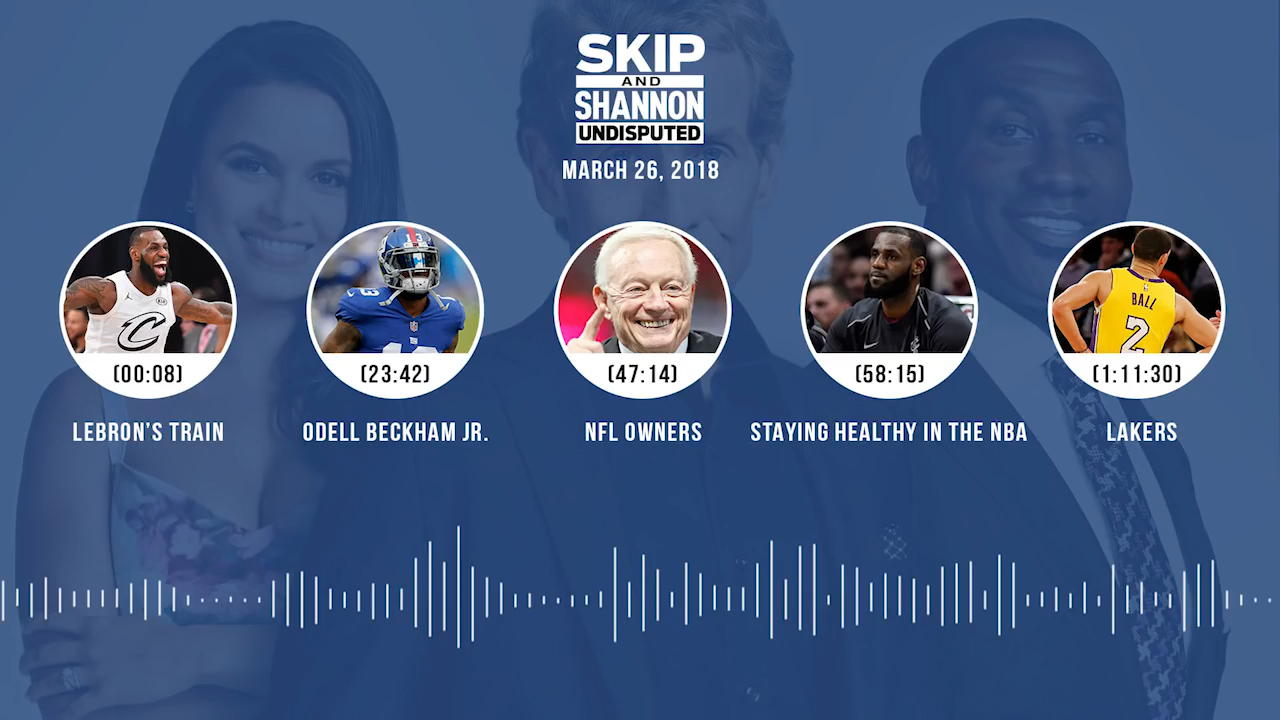 SKIP
AND
SHANNON
UNDISPUTED
MARCH 26, 2018
(00:08)
(23:42)
(47:14)
(58:15)
(1:11:30)
LEBRON’S TRAIN
ODELL BECKHAM JR.
NFL OWNERS
STAYING HEALTHY IN THE NBA
LAKERS
C
13
BALL
2